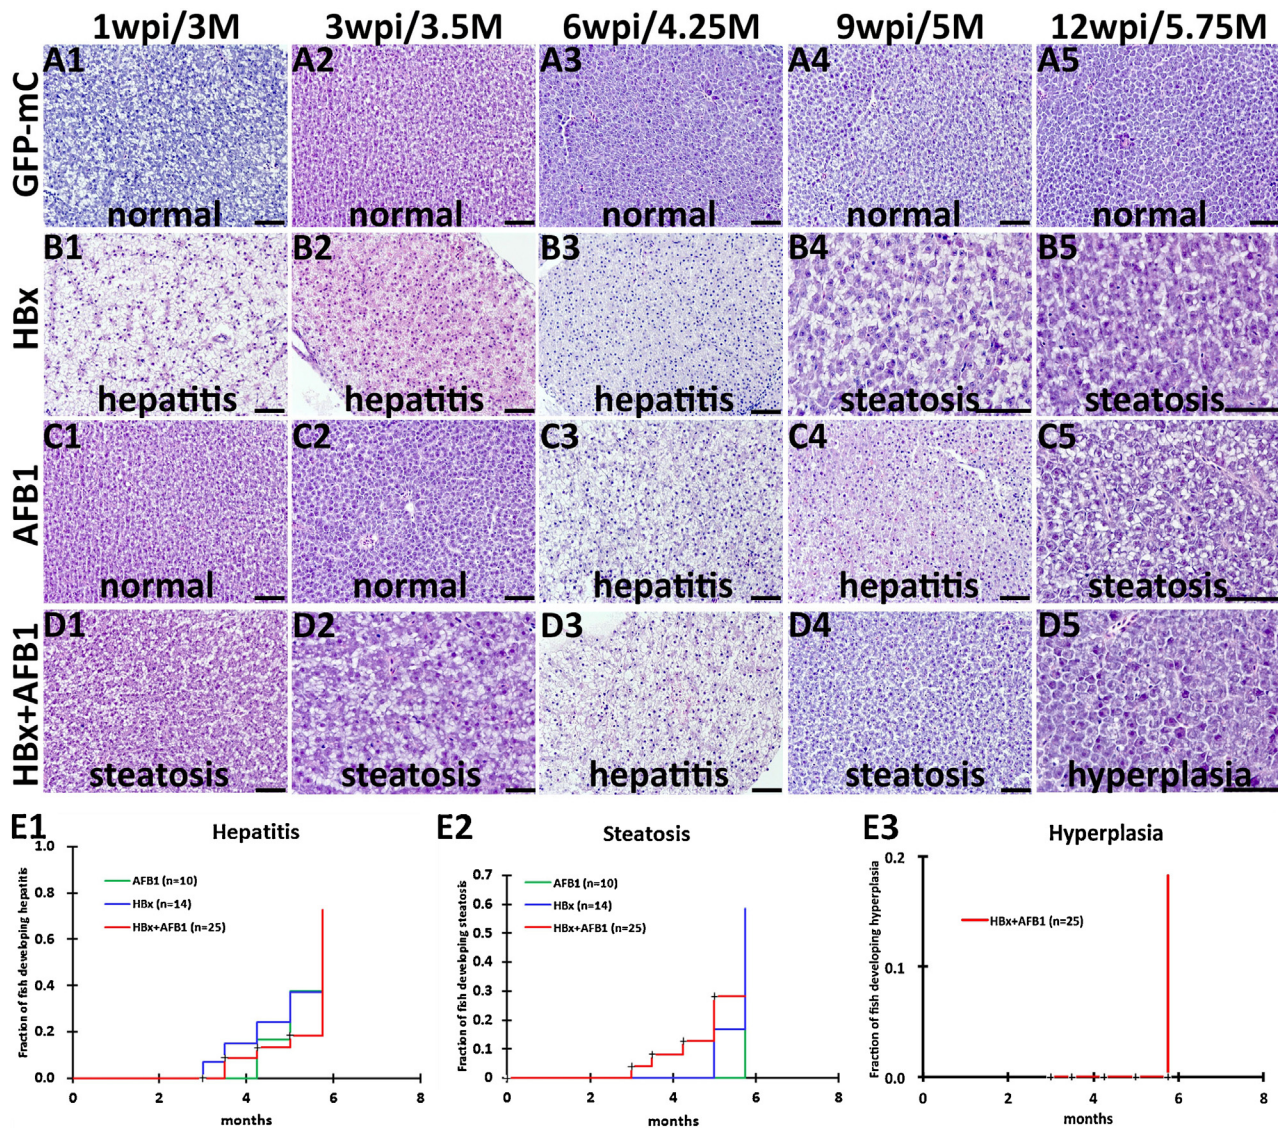 1wpi/3M 3wpi/3.5M 6wpi/4.25M 9wpi/5M 12wpi/5.75M
GFP-mC
A1 A2 A3 A4 A5
normal normal normal normal normal
HBx
B1 B2 B3 B4 B5
hepatitis hepatitis hepatitis steatosis steatosis
AFB1
C1 C2 C3 C4 C5
normal normal hepatitis hepatitis steatosis
HBx+AFB1
D1 D2 D3 D4 D5
steatosis steatosis hepatitis steatosis hyperplasia
E1
Hepatitis
Fraction of fish developing hepatitis
1.0
0.8
0.6
0.4
0.2
0.0
AFB1 (n=10)
HBx (n=14)
HBx+AFB1 (n=25)
0 2 4 6 8
months
E2
Steatosis
Fraction of fish developing steatosis
0.7
0.6
0.5
0.4
0.3
0.2
0.1
0
AFB1 (n=10)
HBx (n=14)
HBx+AFB1 (n=25)
0 2 4 6 8
months
E3
Hyperplasia
Fraction of fish developing hyperplasia
0.2
0.1
0.0
HBx+AFB1 (n=25)
0 2 4 6 8
months